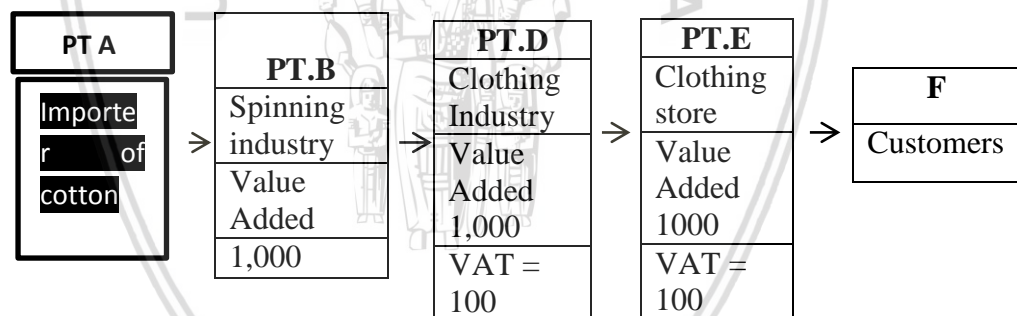 PT A
Importe
r of
cotton
PT.B
Spinning
industry
Value
Added
1,000
PT.D
Clothing
Industry
Value
Added
1,000
VAT =
100
PT.E
Clothing
store
Value
Added
1000
VAT =
100
F
Customers